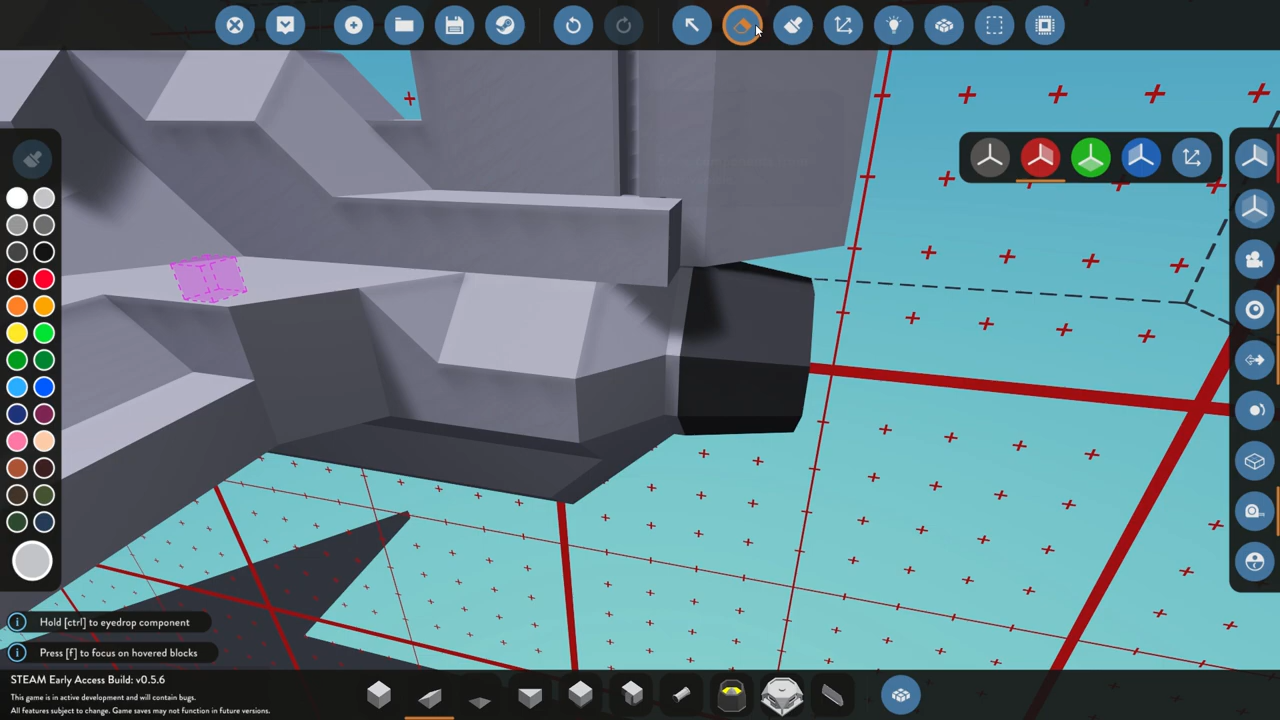 Hold [ctrl] to eyedrop component
Press [f] to focus on hovered blocks
STEAM Early Access Build: v0.5.6
This game is in active development and will contain bugs.
All features subject to change. Game saves may not function in future versions.